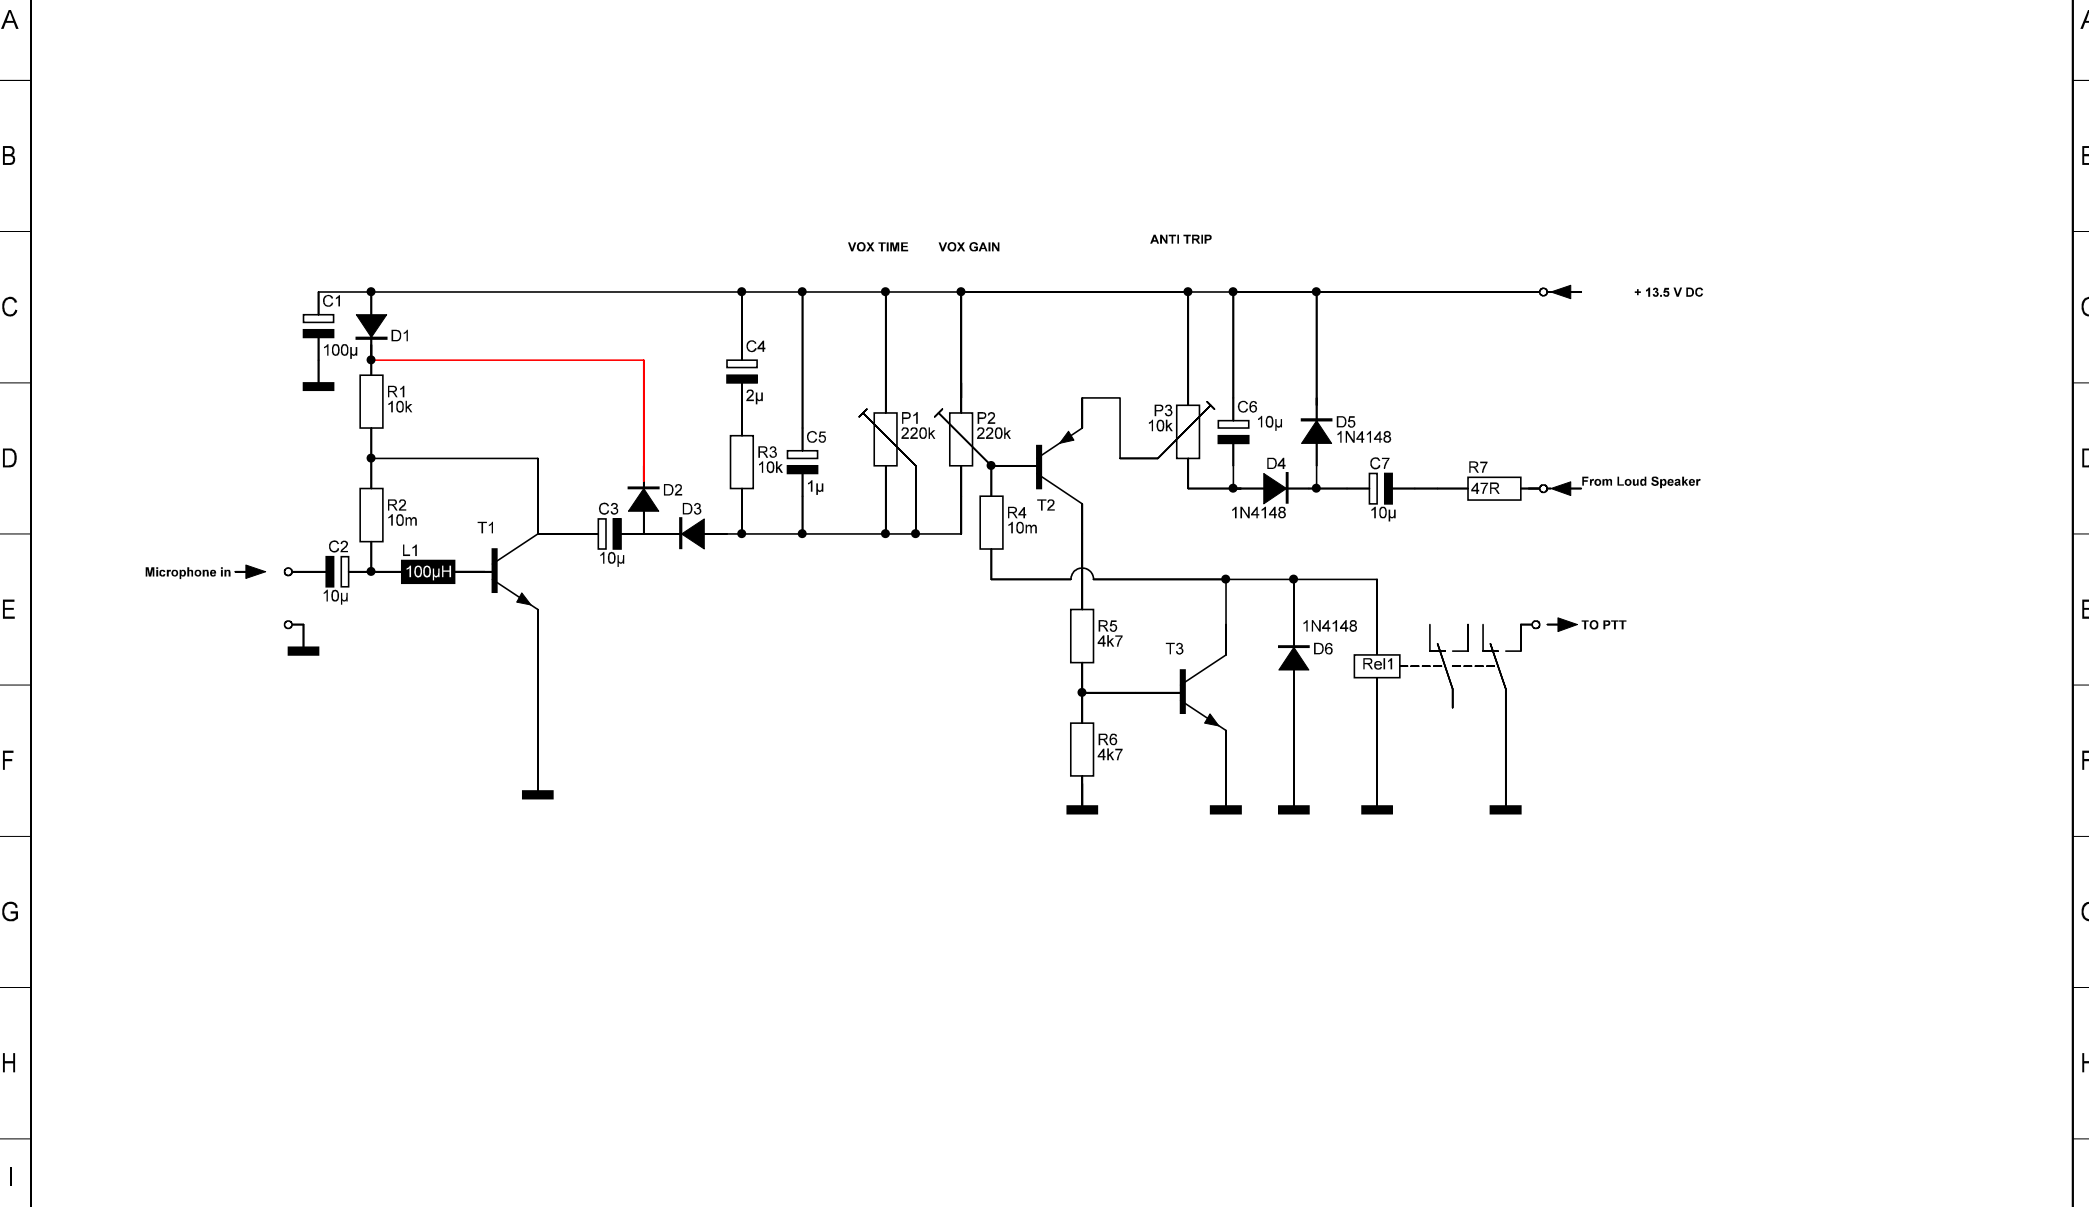 A
B
C
D
E
F
G
H
I
VOX TIME
VOX GAIN
ANTI TRIP
+ 13.5 V DC
C1
100µ
D1
R1
10k
R2
10m
C2
10µ
Microphone in
L1
100µH
T1
C3
10µ
D2
D3
C4
2µ
R3
10k
C5
1µ
P1
220k
P2
220k
R4
10m
T2
P3
10k
C6
10µ
D4
1N4148
D5
1N4148
C7
10µ
R7
47R
From Loud Speaker
R5
4k7
R6
4k7
T3
1N4148
D6
Rel1
TO PTT